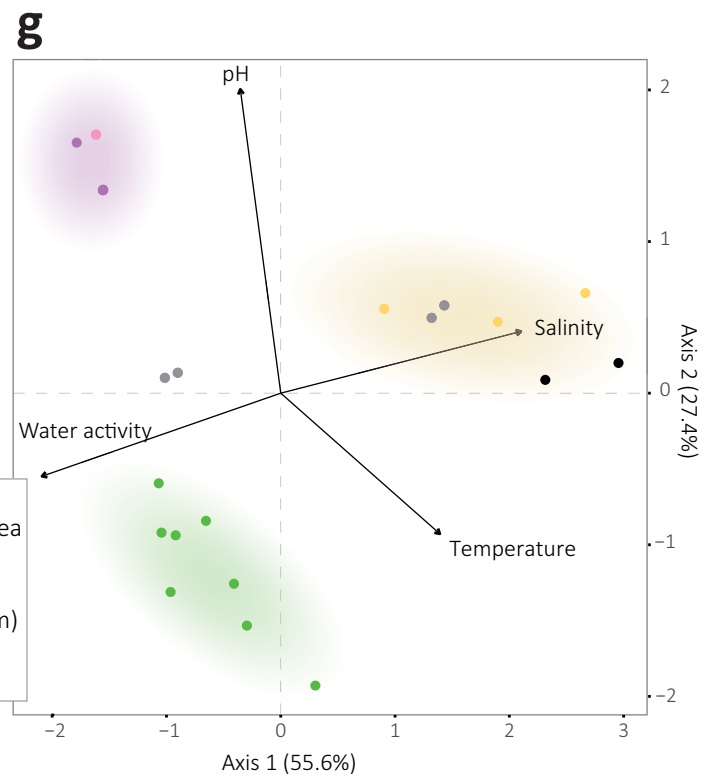 g
pH
2
1
Salinity
Axis 2 (27.4%)
0
Water activity
ea
−1
Temperature
m)
−2
−2 −1 0 1 2 3
Axis 1 (55.6%)